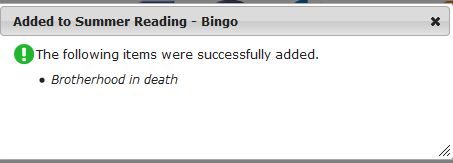 Added to Summer Reading - Bingo
The following items were successfully added.
Brotherhood in death